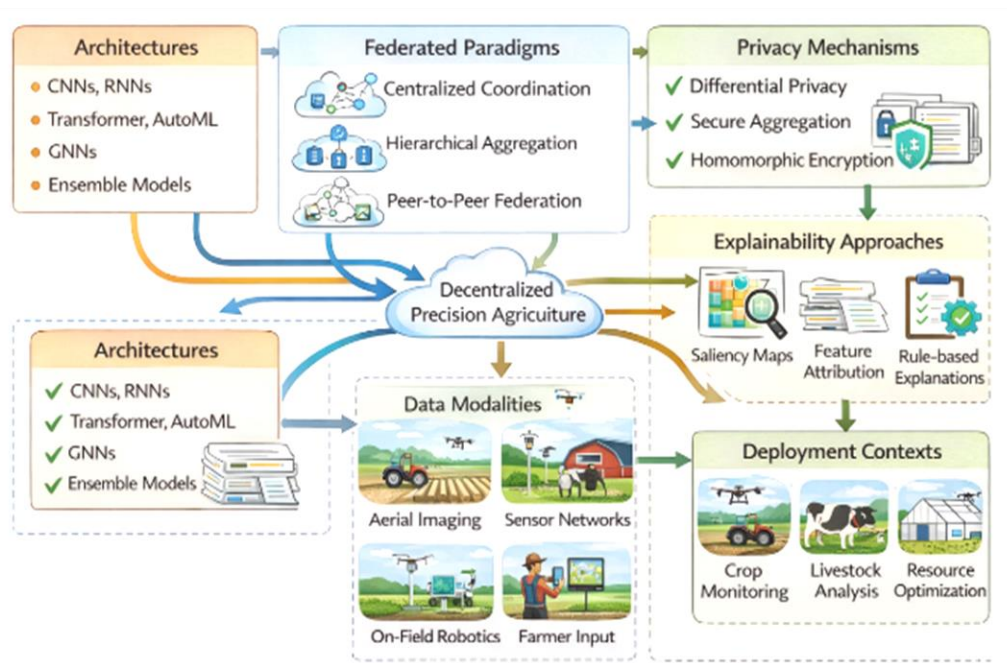 Architectures
CNNs, RNNs
Transformer, AutoML
GNNs
Ensemble Models
Federated Paradigms
Centralized Coordination
Hierarchical Aggregation
Peer-to-Peer Federation
Privacy Mechanisms
Differential Privacy
Secure Aggregation
Homomorphic Encryption
Explainability Approaches
Saliency Maps
Feature
Attribution
Rule-based
Explanations
Decentralized
Precision Agriculture
Architectures
CNNs, RNNs
Transformer, AutoML
GNNs
Ensemble Models
Data Modalities
Aerial Imaging
Sensor Networks
On-Field Robotics
Farmer Input
Deployment Contexts
Crop
Monitoring
Livestock
Analysis
Resource
Optimization